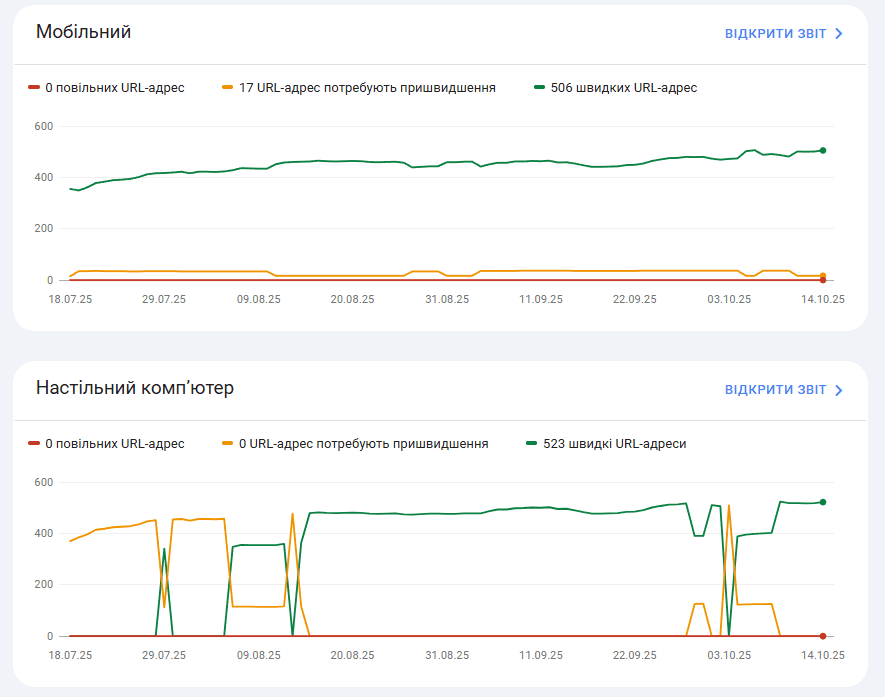 Мобільний
ВІДКРИТИ ЗВІТ
0 повільних URL-адрес 17 URL-адрес потребують пришвидшення 506 швидких URL-адрес
600
400
200
0
18.07.25 29.07.25 09.08.25 20.08.25 31.08.25 11.09.25 22.09.25 03.10.25 14.10.25
Настільний комп’ютер
ВІДКРИТИ ЗВІТ
0 повільних URL-адрес 0 URL-адрес потребують пришвидшення 523 швидкі URL-адреси
600
400
200
0
18.07.25 29.07.25 09.08.25 20.08.25 31.08.25 11.09.25 22.09.25 03.10.25 14.10.25